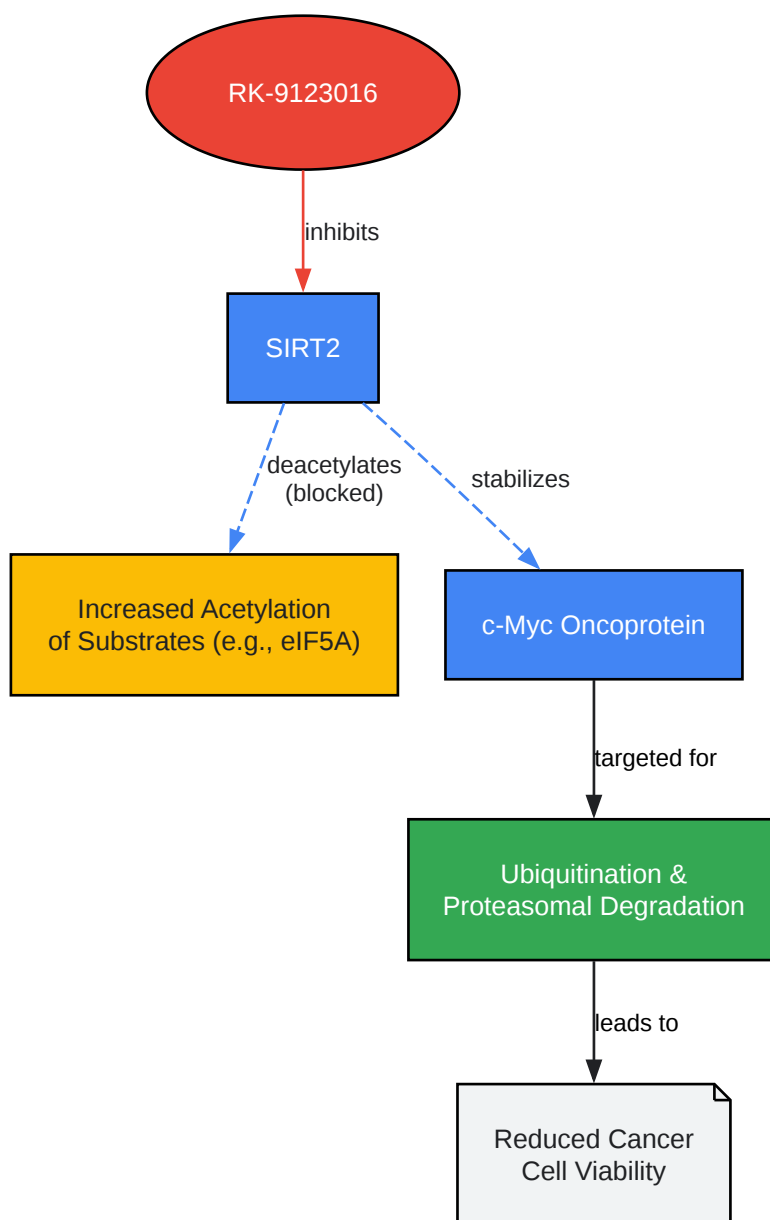 RK-9123016
inhibits
SIRT2
deacetylates
(blocked)
stabilizes
Increased Acetylation
of Substrates (e.g., eIF5A)
c-Myc Oncoprotein
targeted for
Ubiquitination &
Proteasomal Degradation
leads to
Reduced Cancer
Cell Viability